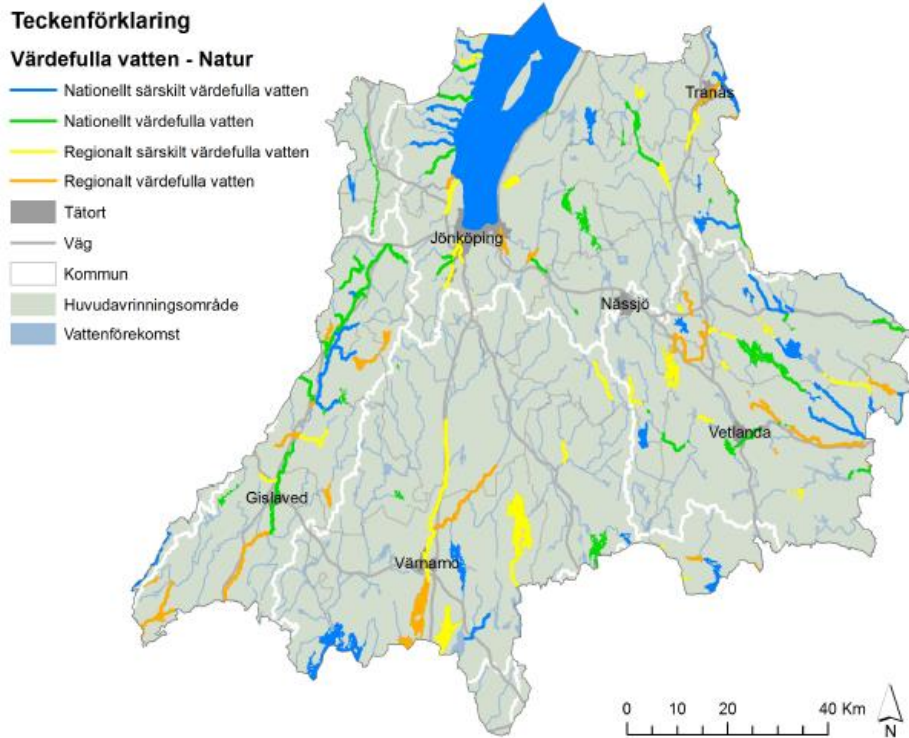 Teckenförklaring
Värdefulla vatten - Natur
Nationellt särskilt värdefulla vatten
Nationellt värdefulla vatten
Regionalt särskilt värdefulla vatten
Regionalt värdefulla vatten
Tätort
Väg
Kommun
Huvudavrinningsområde
Vattenförekomst
Tranås
Jönköping
Nässjö
Vetlanda
Gislaved
Värnamo
0 10 20 40 Km
N